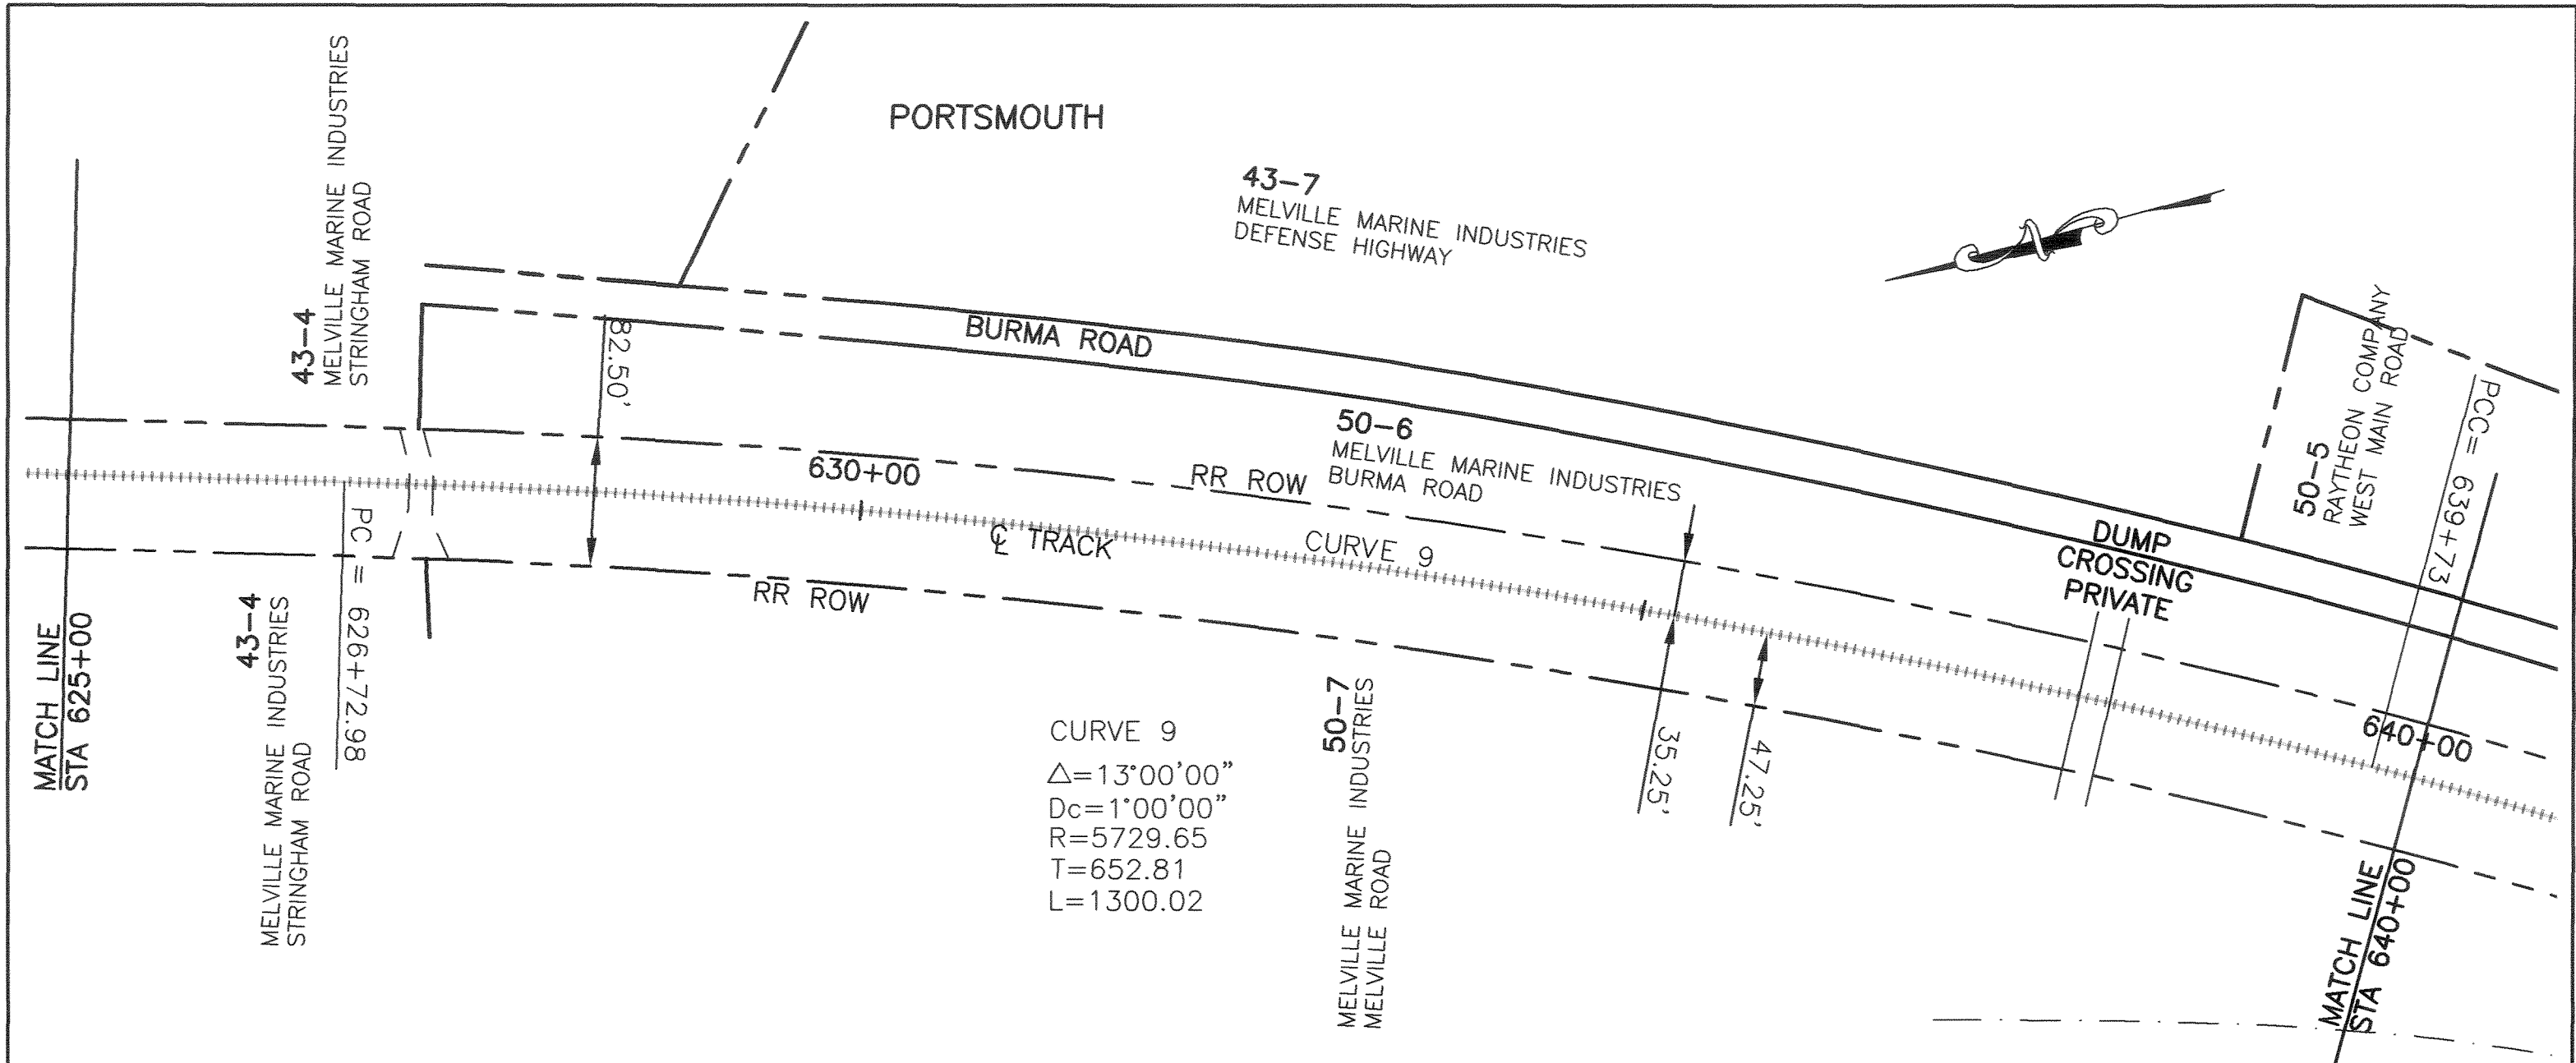 PORTSMOUTH
43-7
MELVILLE MARINE INDUSTRIES
DEFENSE HIGHWAY
N
43-4
MELVILLE MARINE INDUSTRIES
STRINGHAM ROAD
82.50'
BURMA ROAD
50-6
MELVILLE MARINE INDUSTRIES
BURMA ROAD
50-5
RAYTHEON COMPANY
WEST MAIN ROAD
PCC= 639+73
630+00
RR ROW
℄ TRACK
CURVE 9
DUMP
CROSSING
PRIVATE
RR ROW
PC = 626+72.98
MATCH LINE
STA 625+00
43-4
MELVILLE MARINE INDUSTRIES
STRINGHAM ROAD
CURVE 9
Δ=13°00'00"
Dc=1°00'00"
R=5729.65
T=652.81
L=1300.02
50-7
MELVILLE MARINE INDUSTRIES
MELVILLE ROAD
35.25'
47.25'
640+00
MATCH LINE
STA 640+00